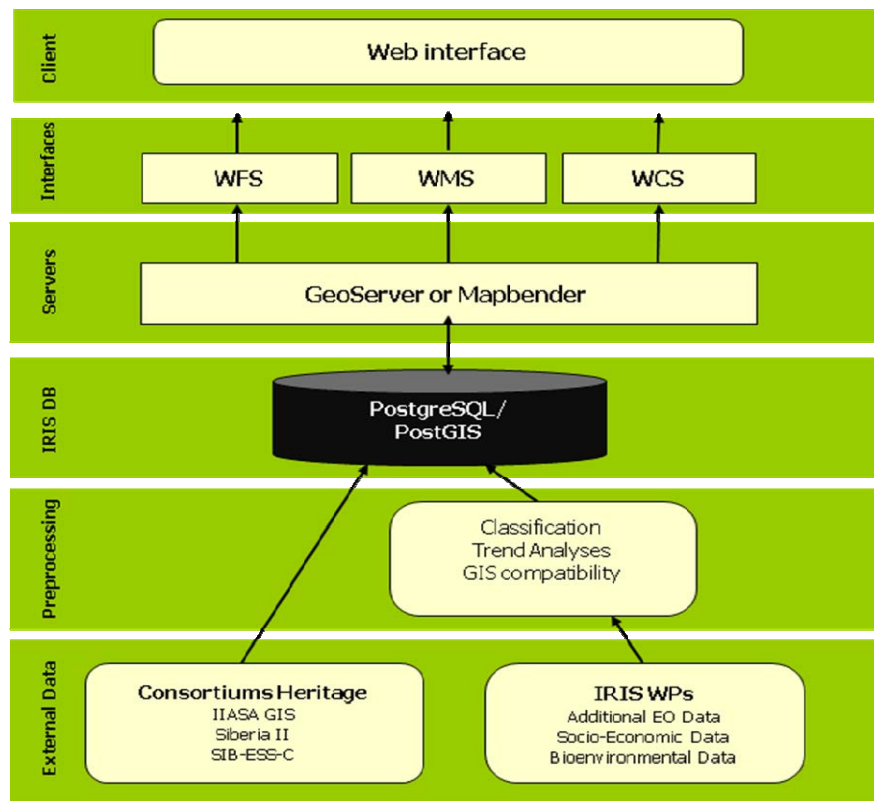 Client
Web interface
Interfaces
WFS
WMS
WCS
Servers
GeoServer or Mapbender
IRIS DB
PostgreSQL/
PostGIS
Preprocessing
Classification
Trend Analyses
GIS compatibility
External Data
Consortiums Heritage
IIASA GIS
Siberia II
SIB-ESS-C
IRIS WPs
Additional EO Data
Socio-Economic Data
Bioenvironmental Data